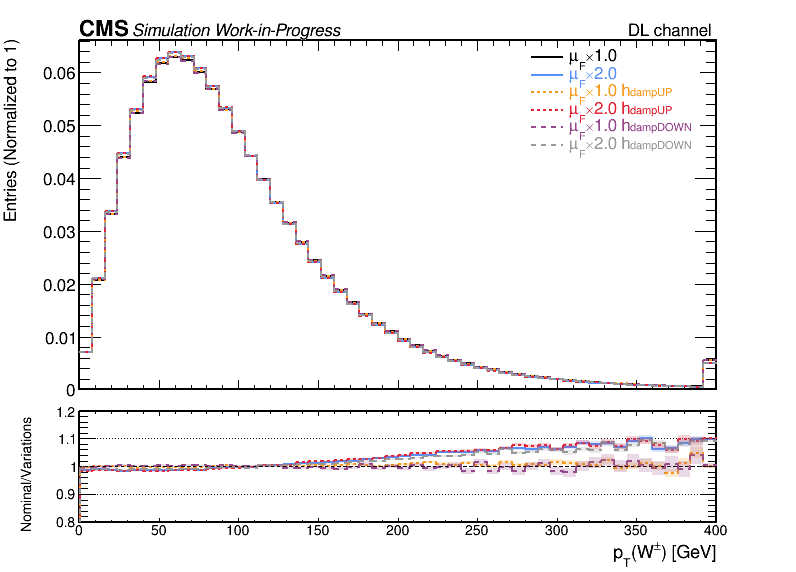 CMS Simulation Work-in-Progress DL channel
Entries (Normalized to 1)
0.06
0.05
0.04
0.03
0.02
0.01
0
μF×1.0
μF×2.0
μF×1.0 hdampUP
μF×2.0 hdampUP
μF×1.0 hdampDOWN
μF×2.0 hdampDOWN
Nominal/Variations
1.2
1.1
1
0.9
0.8
0 50 100 150 200 250 300 350 400
pT(W±) [GeV]